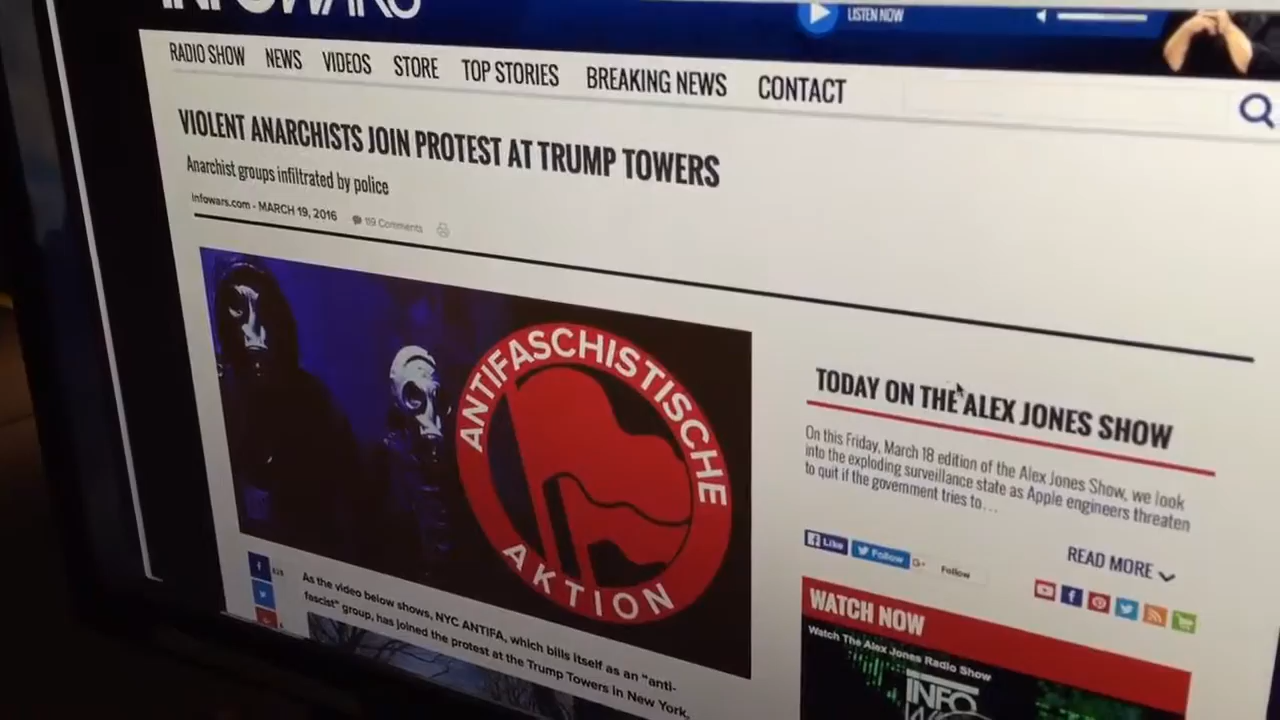 INFOWARS
LISTEN NOW
RADIO SHOW NEWS VIDEOS STORE TOP STORIES BREAKING NEWS CONTACT
VIOLENT ANARCHISTS JOIN PROTEST AT TRUMP TOWERS
Anarchist groups infiltrated by police
Infowars.com - MARCH 19, 2016 119 Comments
ANTIFASCHISTISCHE
AKTION
As the video below shows, NYC ANTIFA, which bills itself as an "anti-
fascist" group, has joined the protest at the Trump Towers in New York,
TODAY ON THE ALEX JONES SHOW
On this Friday, March 18 edition of the Alex Jones Show, we look
into the exploding surveillance state as Apple engineers threaten
to quit if the government tries to...
Like Follow G+ Follow
READ MORE
WATCH NOW
Watch The Alex Jones Radio Show
INFO